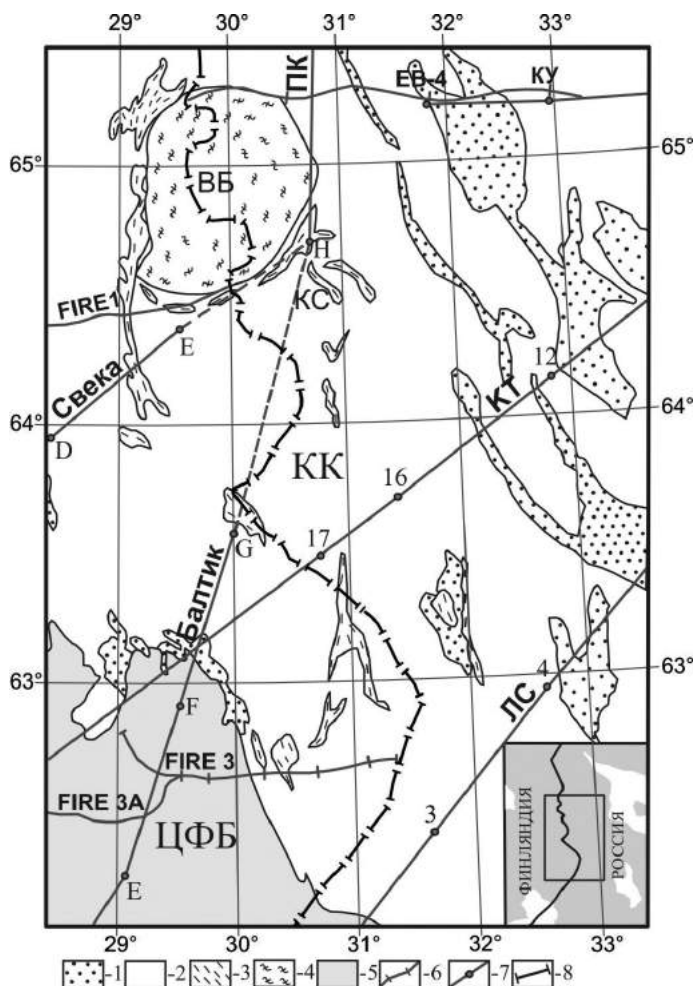 29° 30° 31° 32° 33°
ПК
ЕВ-4
КУ
65°
65°
ВБ
Н
КС
FIRE1
Е
Свека
12
КТ
64°
64°
D
КК
16
17
G
Балтик
63°
63°
4
ЛС
F
FIRE 3
FIRE 3A
ЦФБ
3
Е
ФИНЛЯНДИЯ
РОССИЯ
29° 30° 31° 32° 33°
-1 -2 -3 -4 -5 -6 -7 -8